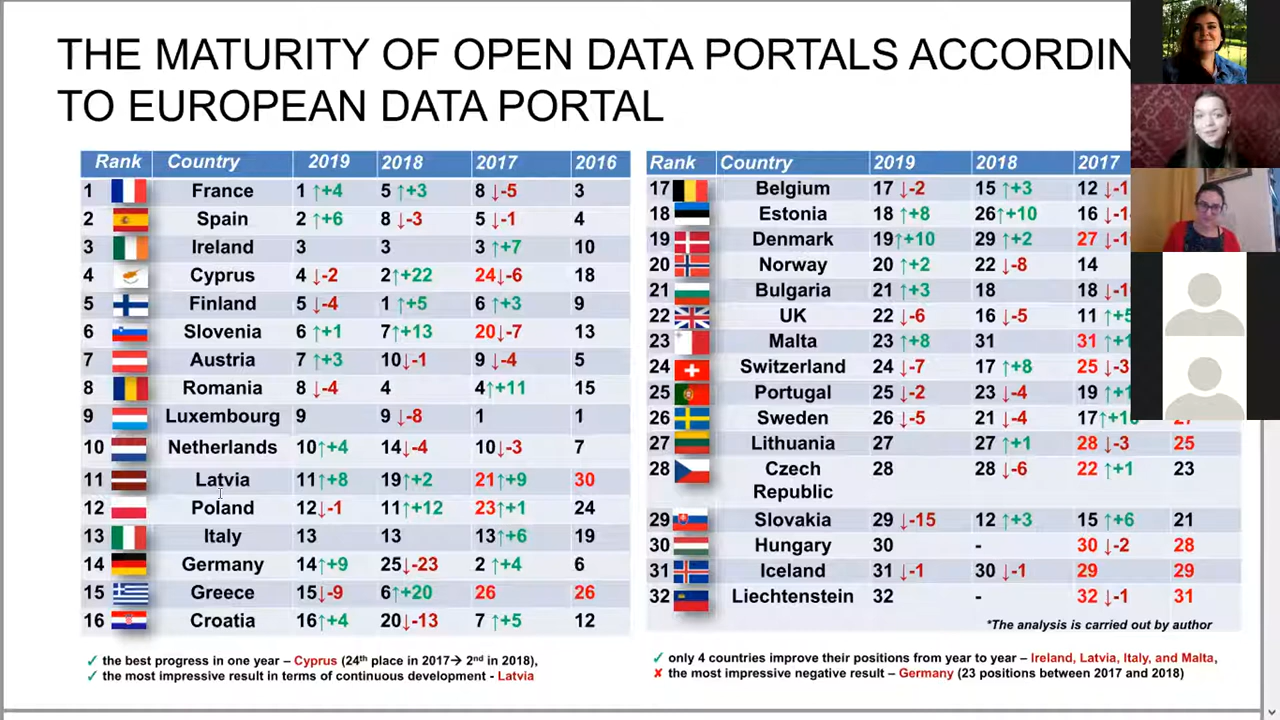 THE MATURITY OF OPEN DATA PORTALS ACCORDIN
TO EUROPEAN DATA PORTAL
Rank Country 2019 2018 2017 2016
1 France 1 ↑+4 5 ↑+3 8 ↓-5 3
2 Spain 2 ↑+6 8 ↓-3 5 ↓-1 4
3 Ireland 3 3 3 ↑+7 10
4 Cyprus 4 ↓-2 2↑+22 24↓-6 18
5 Finland 5 ↓-4 1 ↑+5 6 ↑+3 9
6 Slovenia 6 ↑+1 7↑+13 20↓-7 13
7 Austria 7 ↑+3 10↓-1 9 ↓-4 5
8 Romania 8 ↓-4 4 4↑+11 15
9 Luxembourg 9 9 ↓-8 1 1
10 Netherlands 10↑+4 14↓-4 10↓-3 7
11 Latvia 11↑+8 19↑+2 21↑+9 30
12 Poland 12↓-1 11↑+12 23↑+1 24
13 Italy 13 13 13↑+6 19
14 Germany 14↑+9 25↓-23 2 ↑+4 6
15 Greece 15↓-9 6↑+20 26 26
16 Croatia 16↑+4 20↓-13 7 ↑+5 12
✓ the best progress in one year – Cyprus (24th place in 2017→ 2nd in 2018),
✓ the most impressive result in terms of continuous development - Latvia
Rank Country 2019 2018 2017
17 Belgium 17 ↓-2 15 ↑+3 12
18 Estonia 18 ↑+8 26↑+10 16
19 Denmark 19↑+10 29 ↑+2 27
20 Norway 20 ↑+2 22 ↓-8 14
21 Bulgaria 21 ↑+3 18 18
22 UK 22 ↓-6 16 ↓-5 11
23 Malta 23 ↑+8 31 31
24 Switzerland 24 ↓-7 17 ↑+8 25
25 Portugal 25 ↓-2 23 ↓-4 19
26 Sweden 26 ↓-5 21 ↓-4 17
27 Lithuania 27 27 ↑+1 28 ↓-3 25
28 Czech 28 28 ↓-6 22 ↑+1 23
Republic
29 Slovakia 29 ↓-15 12 ↑+3 15 ↑+6 21
30 Hungary 30 - 30 ↓-2 28
31 Iceland 31 ↓-1 30 ↓-1 29 29
32 Liechtenstein 32 - 32 ↓-1 31
*The analysis is carried out by author
✓ only 4 countries improve their positions from year to year – Ireland, Latvia, Italy, and Malta,
✗ the most impressive negative result – Germany (23 positions between 2017 and 2018)